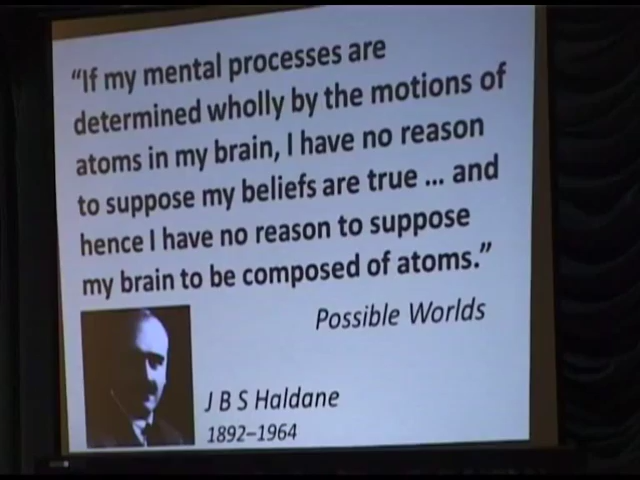 “If my mental processes are
determined wholly by the motions of
atoms in my brain, I have no reason
to suppose my beliefs are true ... and
hence I have no reason to suppose
my brain to be composed of atoms.”
Possible Worlds
J B S Haldane
1892–1964